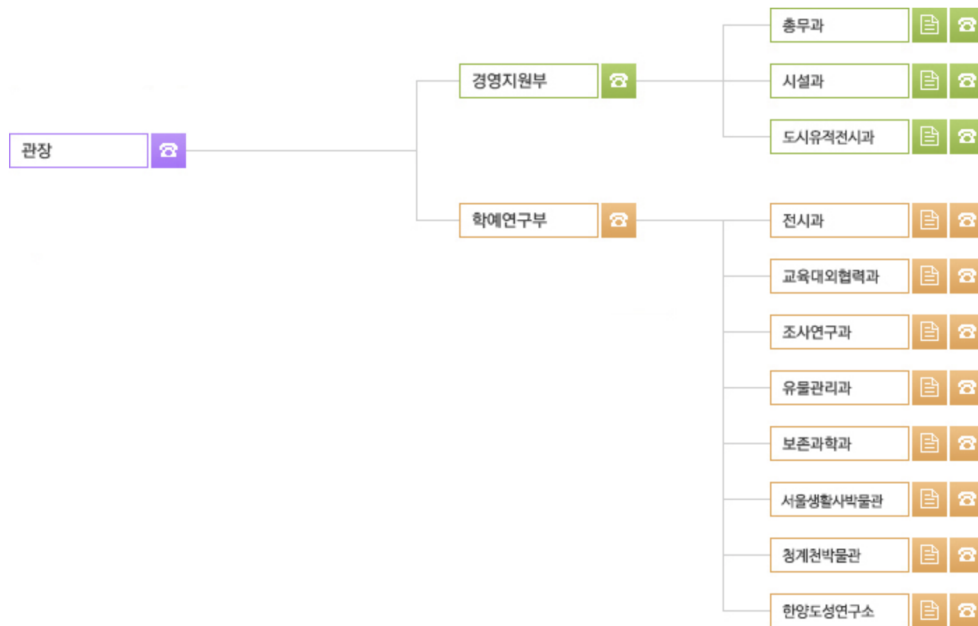 관장
경영지원부
총무과
시설과
도시유적전시과
학예연구부
전시과
교육대외협력과
조사연구과
유물관리과
보존과학과
서울생활사박물관
청계천박물관
한양도성연구소